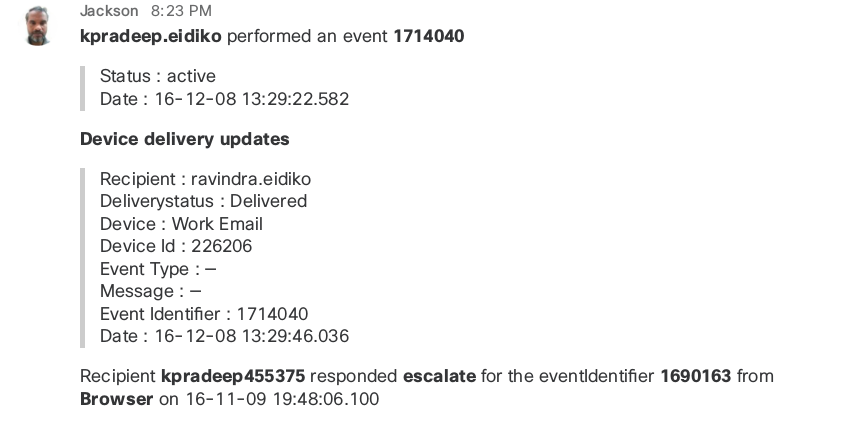 Jackson 8:23 PM
kpradeep.eidiko performed an event 1714040
Status : active
Date : 16-12-08 13:29:22.582
Device delivery updates
Recipient : ravindra.eidiko
Deliverystatus : Delivered
Device : Work Email
Device Id : 226206
Event Type : —
Message : —
Event Identifier : 1714040
Date : 16-12-08 13:29:46.036
Recipient kpradeep455375 responded escalate for the eventIdentifier 1690163 from
Browser on 16-11-09 19:48:06.100